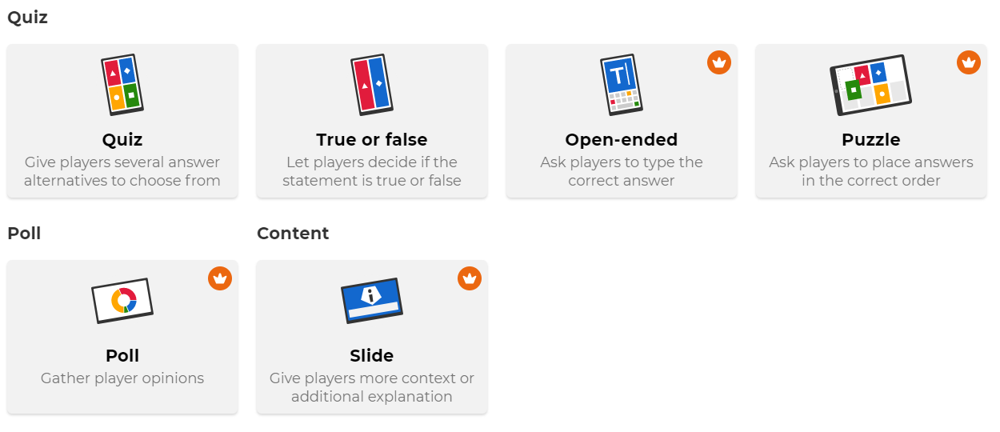 Quiz
Quiz
Give players several answer
alternatives to choose from
True or false
Let players decide if the
statement is true or false
T
Open-ended
Ask players to type the
correct answer
Puzzle
Ask players to place answers
in the correct order
Poll
Content
Poll
Gather player opinions
i
Slide
Give players more context or
additional explanation